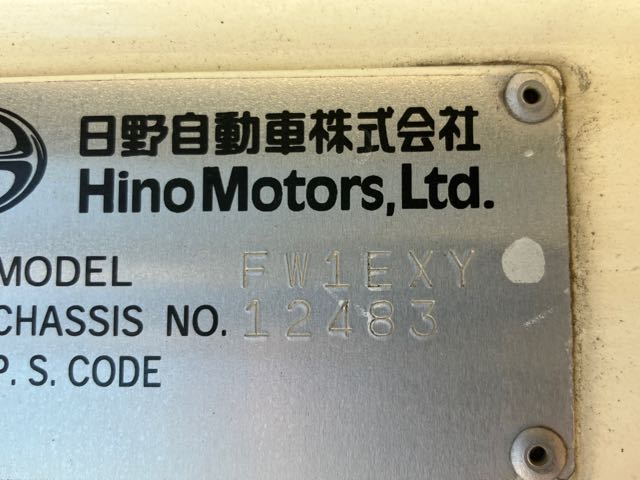 日野自動車株式会社
Hino Motors, Ltd.
MODEL FW1EXY
CHASSIS NO. 12483
P. S. CODE